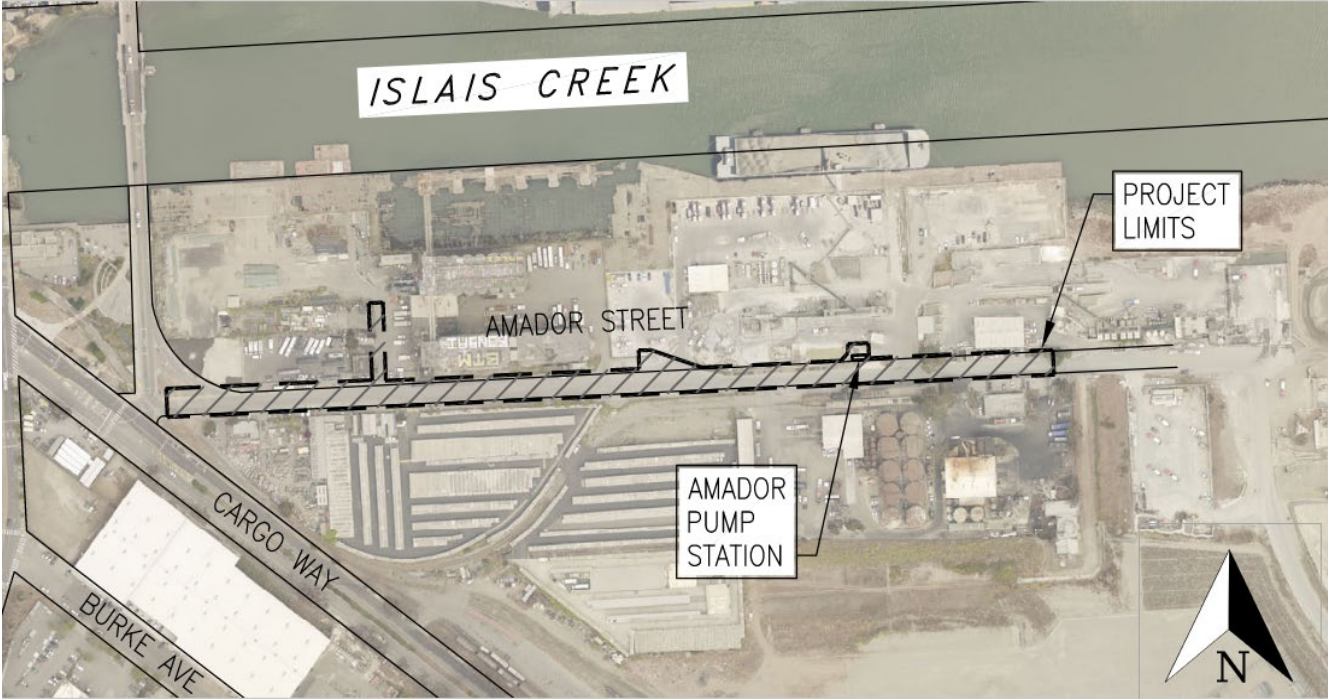 ISLAIS CREEK
PROJECT
LIMITS
AMADOR STREET
AMADOR
PUMP
STATION
CARGO WAY
BURKE AVE
N